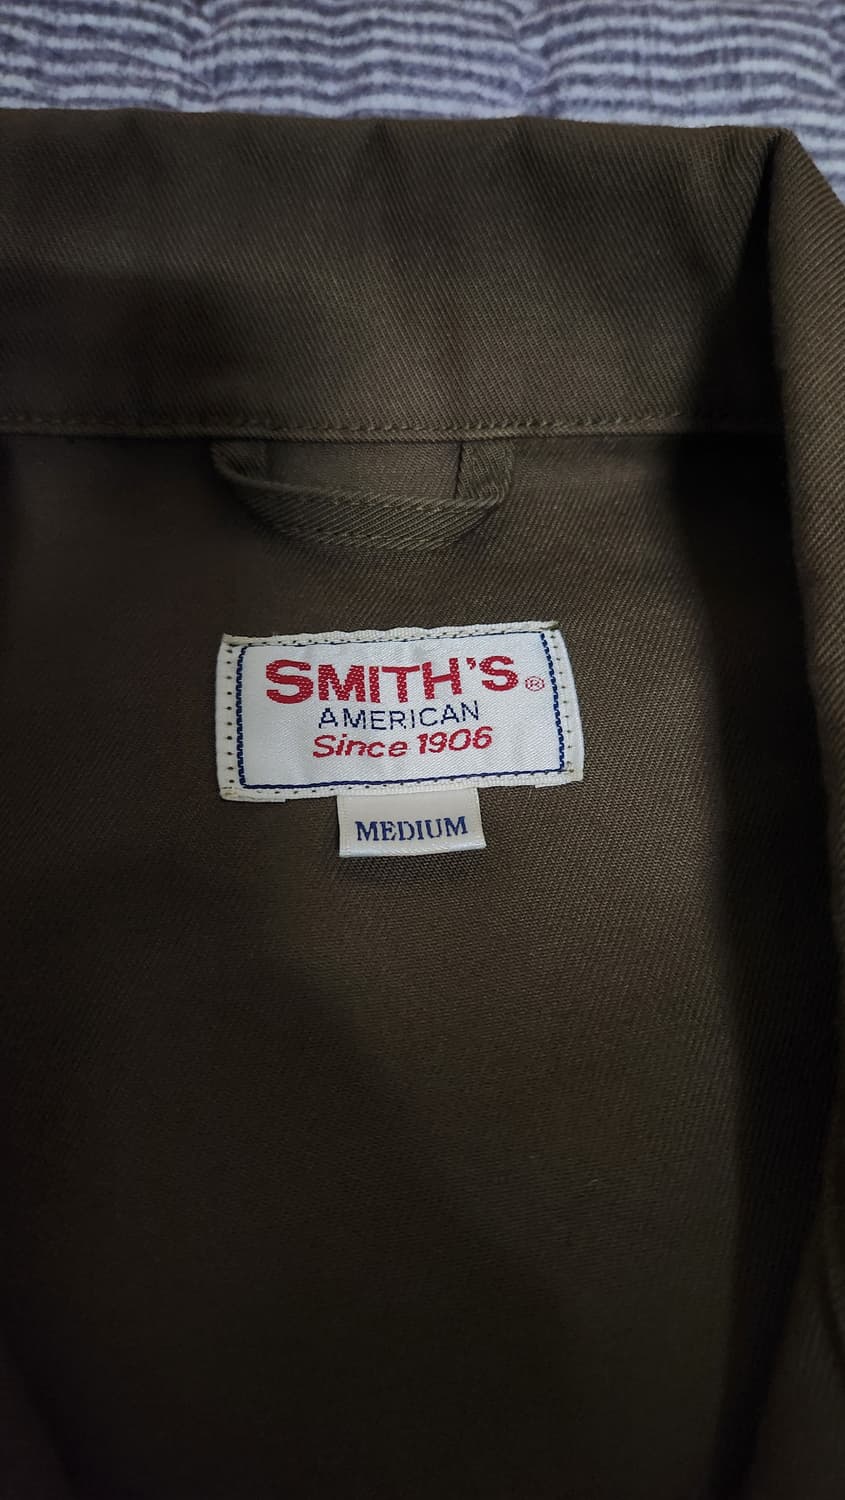 SMITH'S®
AMERICAN
Since 1906
MEDIUM